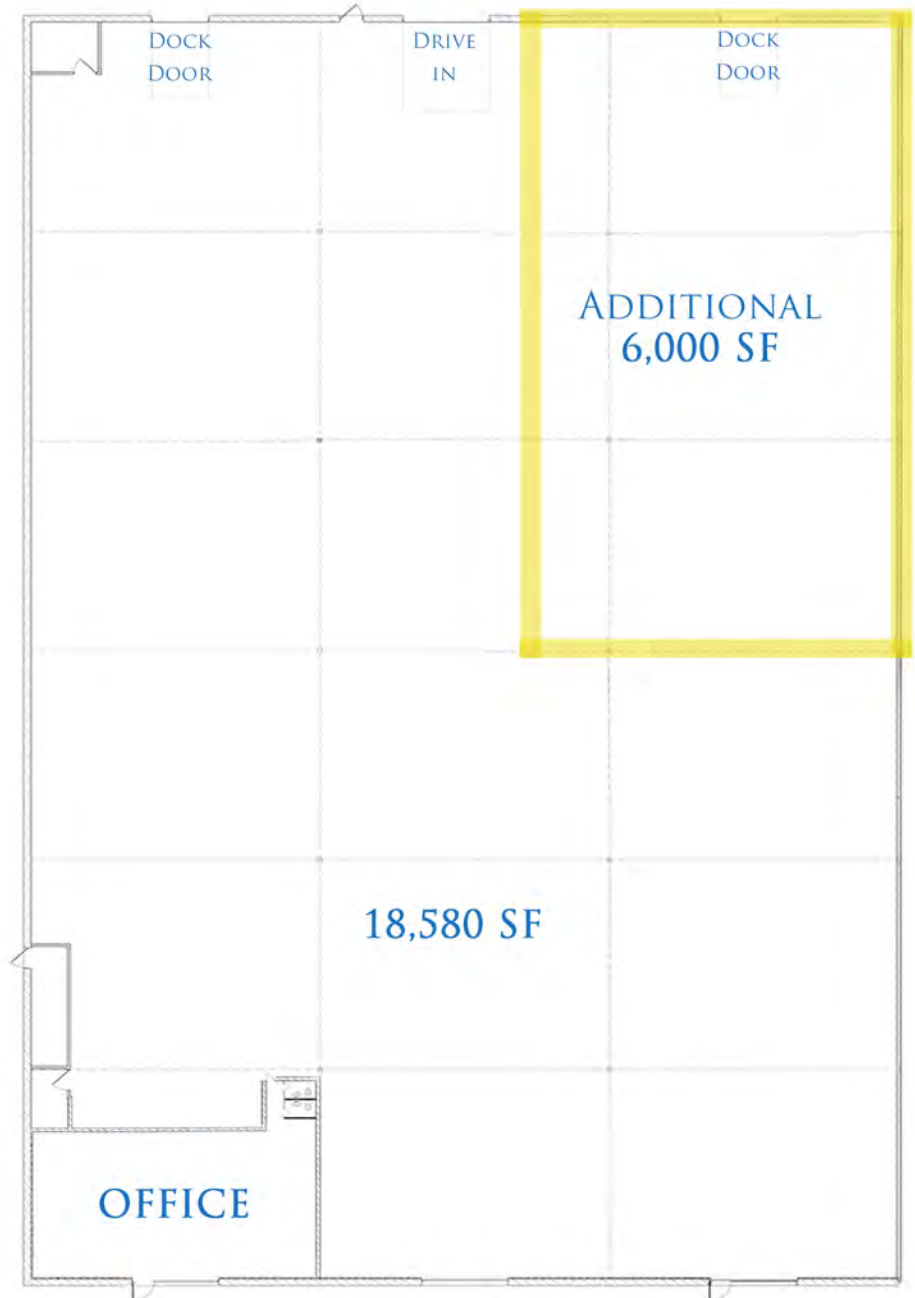 DOCK
DOOR
DRIVE
IN
DOCK
DOOR
ADDITIONAL
6,000 SF
18,580 SF
OFFICE